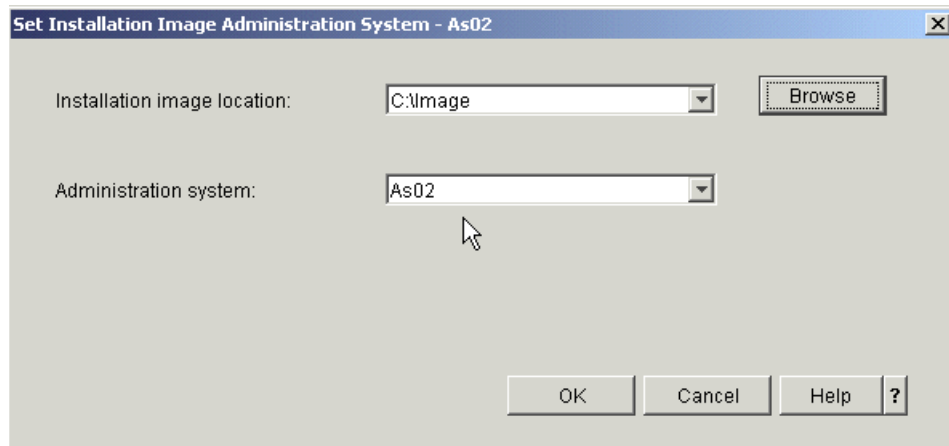 Set Installation Image Administration System - As02
Installation image location: C:\Image Browse
Administration system: As02
OK Cancel Help ?